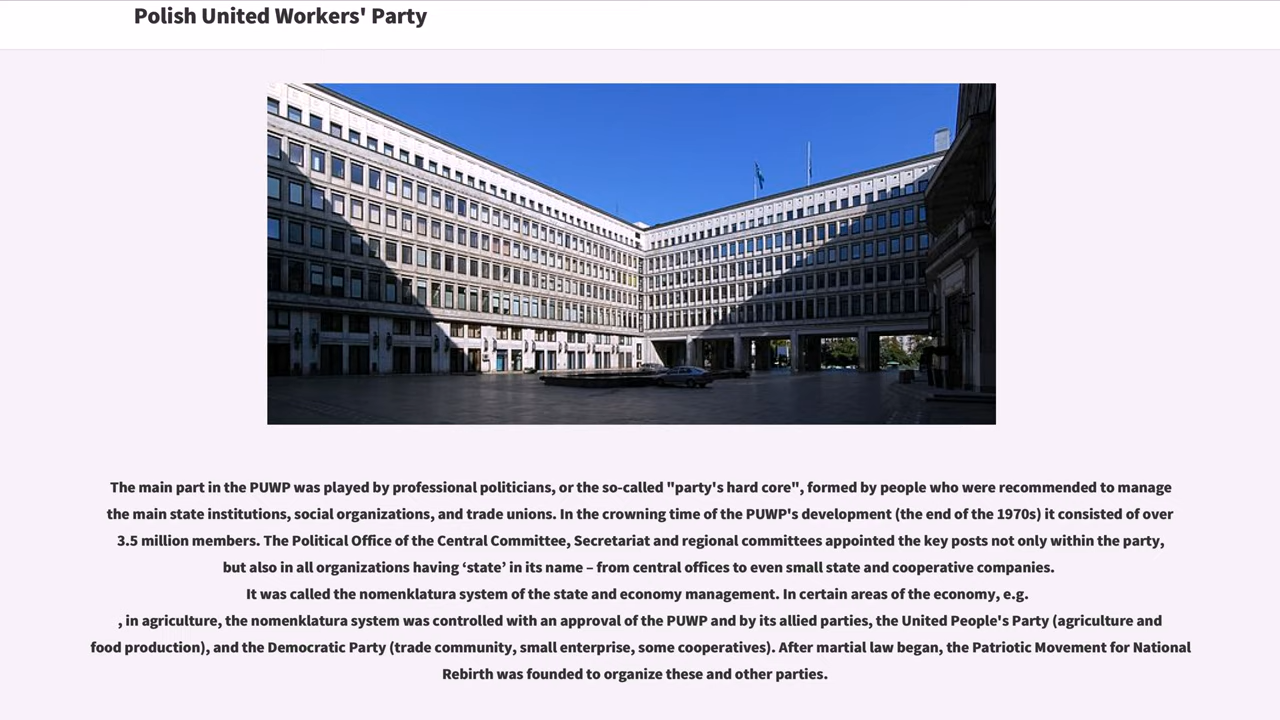 Polish United Workers' Party
The main part in the PUWP was played by professional politicians, or the so-called "party's hard core", formed by people who were recommended to manage
the main state institutions, social organizations, and trade unions. In the crowning time of the PUWP's development (the end of the 1970s) it consisted of over
3.5 million members. The Political Office of the Central Committee, Secretariat and regional committees appointed the key posts not only within the party,
but also in all organizations having ‘state’ in its name – from central offices to even small state and cooperative companies.
It was called the nomenklatura system of the state and economy management. In certain areas of the economy, e.g.
, in agriculture, the nomenklatura system was controlled with an approval of the PUWP and by its allied parties, the United People's Party (agriculture and
food production), and the Democratic Party (trade community, small enterprise, some cooperatives). After martial law began, the Patriotic Movement for National
Rebirth was founded to organize these and other parties.